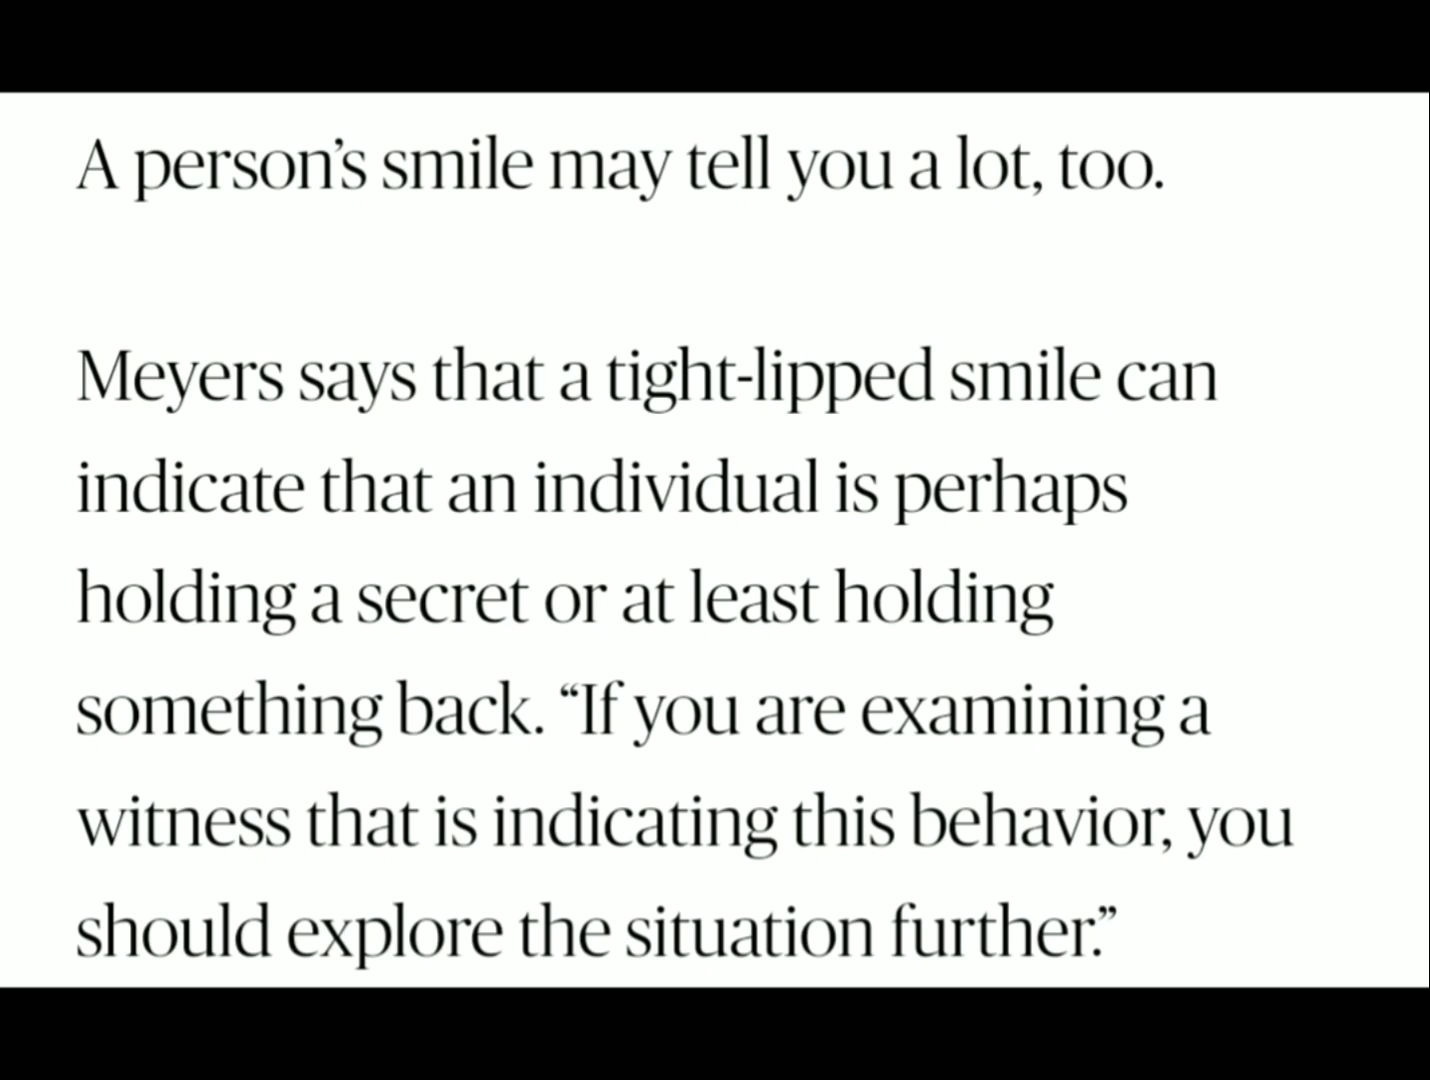 A person’s smile may tell you a lot, too.
Meyers says that a tight-lipped smile can
indicate that an individual is perhaps
holding a secret or at least holding
something back. “If you are examining a
witness that is indicating this behavior, you
should explore the situation further.”